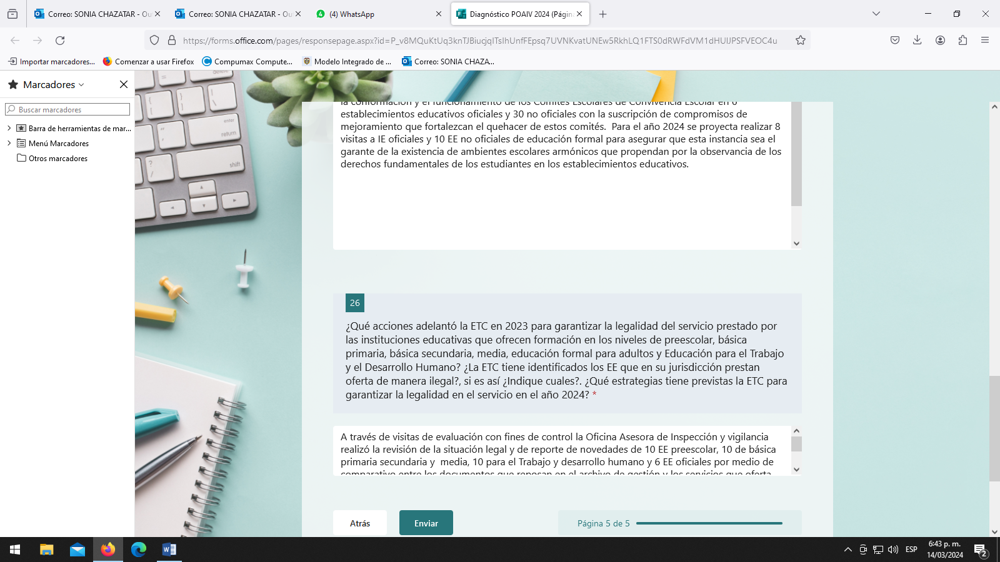 Correo: SONIA CHAZATAR - Ou
Correo: SONIA CHAZATAR - Ou
(4) WhatsApp
Diagnóstico POAIV 2024 (Págin
https://forms.office.com/pages/responsepage.aspx?id=P_v8MQuKtUq3knTJBiucjqITsIhUnfFEpsq7UVNKvatUNEw5RkhLQ1FTS0dRWFdVM1dHUlJPSFVEOC4u
Importar marcadores...
Comenzar a usar Firefox
Compumax Compute...
Modelo Integrado de ...
Correo: SONIA CHAZA...
Marcadores
Buscar marcadores
Barra de herramientas de mar...
Menú Marcadores
Otros marcadores
enter
return
shift
la conformación y el funcionamiento de los Comités Escolares de Convivencia Escolar en 6
establecimientos educativos oficiales y 30 no oficiales con la suscripción de compromisos de
mejoramiento que fortalezcan el quehacer de estos comités.  Para el año 2024 se proyecta realizar 8
visitas a IE oficiales y 10 EE no oficiales de educación formal para asegurar que esta instancia sea el
garante de la existencia de ambientes escolares armónicos que propendan por la observancia de los
derechos fundamentales de los estudiantes en los establecimientos educativos.
26
¿Qué acciones adelantó la ETC en 2023 para garantizar la legalidad del servicio prestado por
las instituciones educativas que ofrecen formación en los niveles de preescolar, básica
primaria, básica secundaria, media, educación formal para adultos y Educación para el Trabajo
y el Desarrollo Humano? ¿La ETC tiene identificados los EE que en su jurisdicción prestan
oferta de manera ilegal?, si es así ¿Indique cuales?. ¿Qué estrategias tiene previstas la ETC para
garantizar la legalidad en el servicio en el año 2024? *
A través de visitas de evaluación con fines de control la Oficina Asesora de Inspección y vigilancia
realizó la revisión de la situación legal y de reporte de novedades de 10 EE preescolar, 10 de básica
primaria secundaria y  media, 10 para el Trabajo y desarrollo humano y 6 EE oficiales por medio de
comparativo entre los documentos que reposan en el archivo de gestión y los servicios que oferta
Atrás
Enviar
Página 5 de 5
ESP
6:43 p. m.
14/03/2024
2